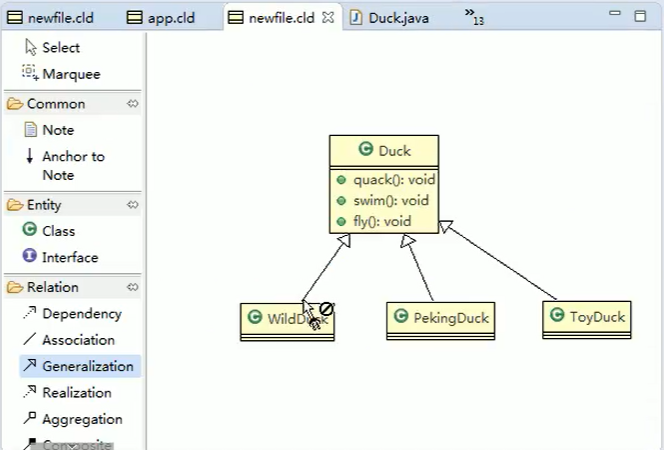 newfile.cld
app.cld
newfile.cld
Duck.java
13
Select
Marquee
Common
Note
Anchor to
Note
Entity
Class
Interface
Relation
Dependency
Association
Generalization
Realization
Aggregation
Composite
Duck
quack(): void
swim(): void
fly(): void
WildDuck
PekingDuck
ToyDuck